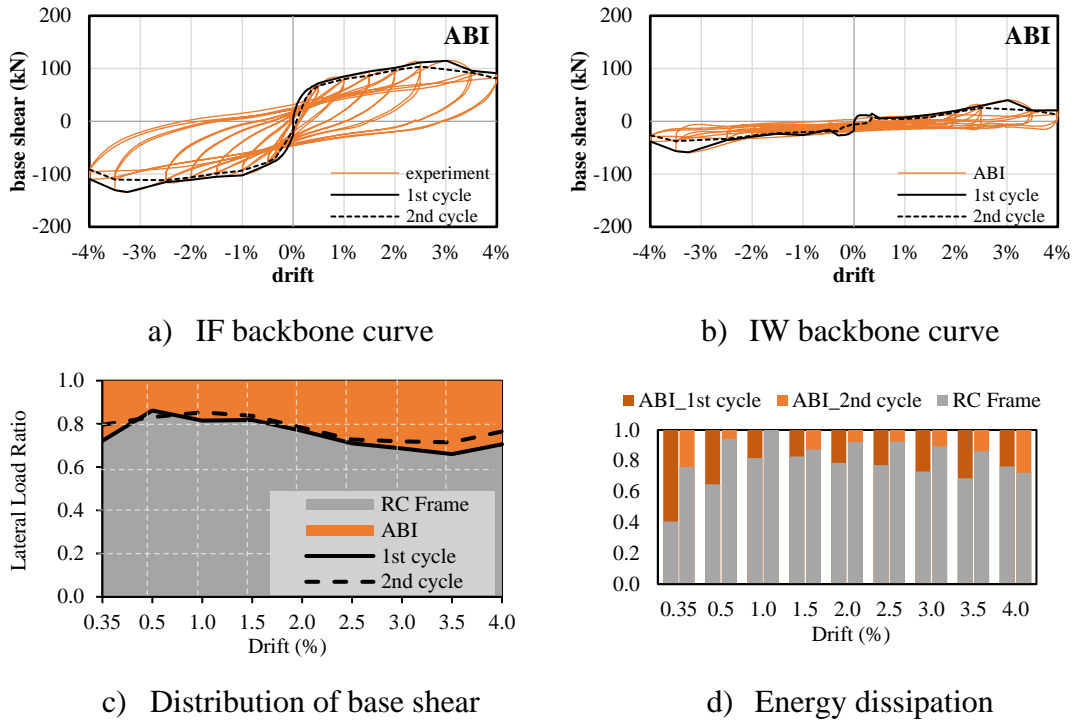 ABI
base shear (kN)
200
100
0
-100
-200
experiment
1st cycle
2nd cycle
-4% -3% -2% -1% 0% 1% 2% 3% 4%
drift
a) IF backbone curve
ABI
base shear (kN)
200
100
0
-100
-200
ABI
1st cycle
2nd cycle
-4% -3% -2% -1% 0% 1% 2% 3% 4%
drift
b) IW backbone curve
Lateral Load Ratio
1.0
0.8
0.6
0.4
0.2
0.0
RC Frame
ABI
1st cycle
2nd cycle
0.35 0.5 1.0 1.5 2.0 2.5 3.0 3.5 4.0
Drift (%)
c) Distribution of base shear
ABI_1st cycle ABI_2nd cycle RC Frame
1.0
0.8
0.6
0.4
0.2
0.0
0.35 0.5 1.0 1.5 2.0 2.5 3.0 3.5 4.0
Drift (%)
d) Energy dissipation